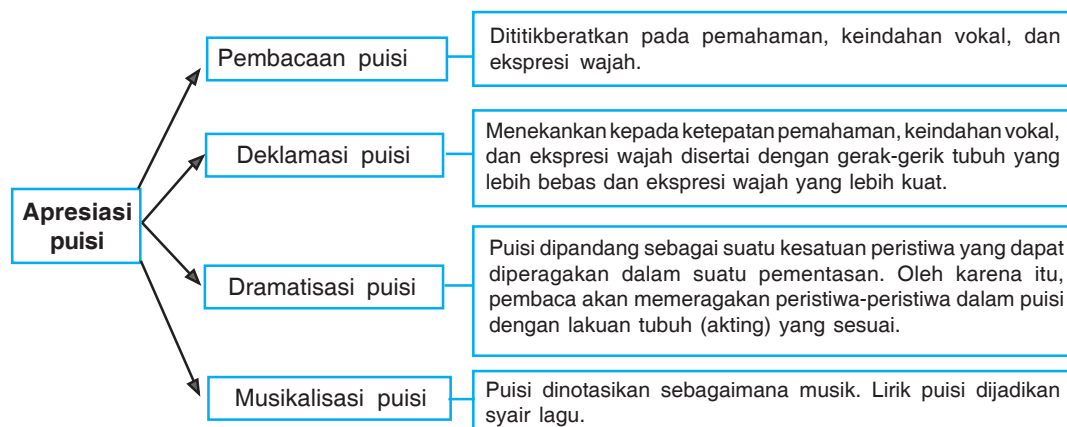 Apresiasi
puisi
Pembacaan puisi
Dititikberatkan pada pemahaman, keindahan vokal, dan
ekspresi wajah.
Deklamasi puisi
Menekankan kepada ketepatan pemahaman, keindahan vokal,
dan ekspresi wajah disertai dengan gerak-gerik tubuh yang
lebih bebas dan ekspresi wajah yang lebih kuat.
Dramatisasi puisi
Puisi dipandang sebagai suatu kesatuan peristiwa yang dapat
diperagakan dalam suatu pementasan. Oleh karena itu,
pembaca akan memeragakan peristiwa-peristiwa dalam puisi
dengan lakuan tubuh (akting) yang sesuai.
Musikalisasi puisi
Puisi dinotasikan sebagaimana musik. Lirik puisi dijadikan
syair lagu.